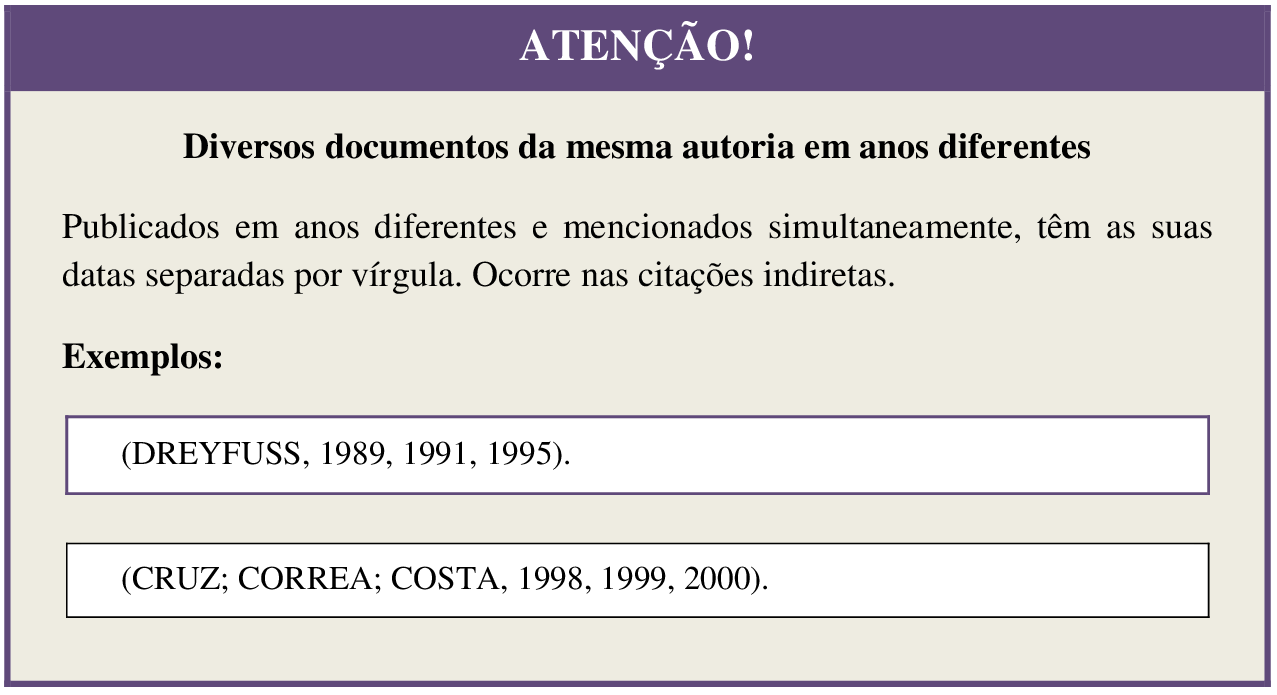 ATENÇÃO!
Diversos documentos da mesma autoria em anos diferentes
Publicados em anos diferentes e mencionados simultaneamente, têm as suas
datas separadas por vírgula. Ocorre nas citações indiretas.
Exemplos:
(DREYFUSS, 1989, 1991, 1995).
(CRUZ; CORREA; COSTA, 1998, 1999, 2000).